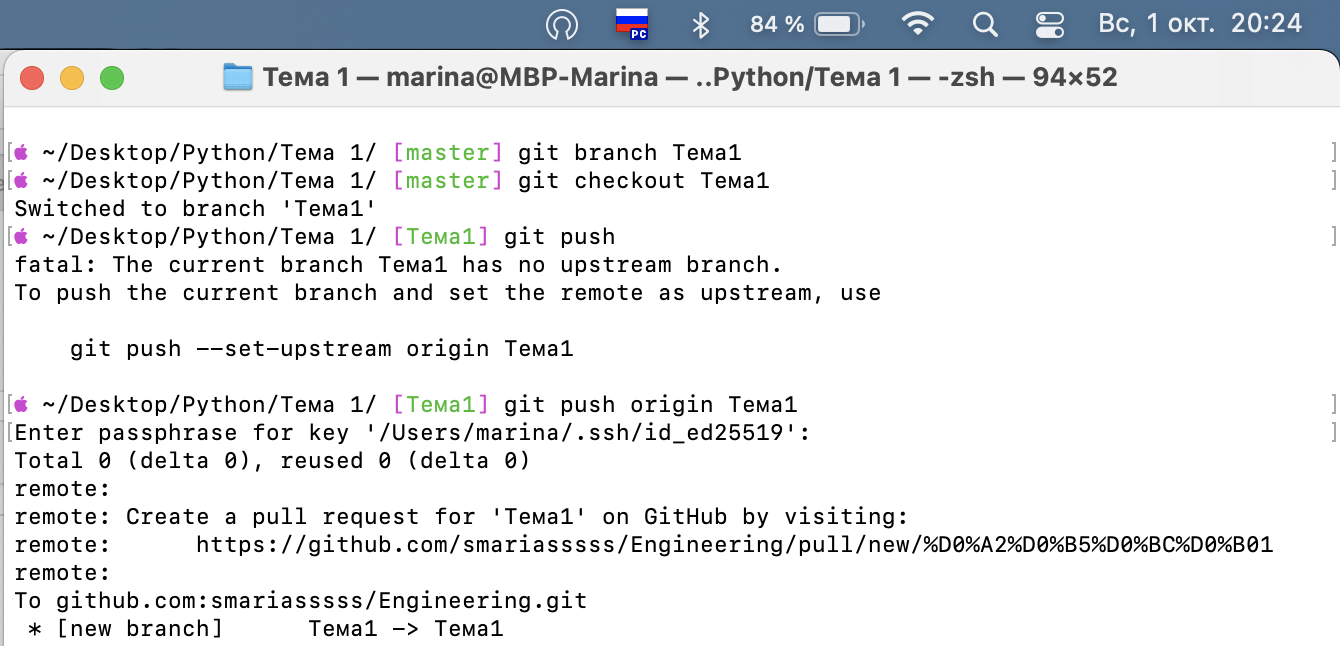 РС 84 % Вс, 1 окт. 20:24
Тема 1 — marina@MBP-Marina — ..Python/Тема 1 — -zsh — 94×52
~/Desktop/Python/Тема 1/ [master] git branch Тема1
~/Desktop/Python/Тема 1/ [master] git checkout Тема1
Switched to branch 'Тема1'
~/Desktop/Python/Тема 1/ [Тема1] git push
fatal: The current branch Тема1 has no upstream branch.
To push the current branch and set the remote as upstream, use
git push --set-upstream origin Тема1
~/Desktop/Python/Тема 1/ [Тема1] git push origin Тема1
Enter passphrase for key '/Users/marina/.ssh/id_ed25519':
Total 0 (delta 0), reused 0 (delta 0)
remote:
remote: Create a pull request for 'Тема1' on GitHub by visiting:
remote:      https://github.com/smariasssss/Engineering/pull/new/%D0%A2%D0%B5%D0%BC%D0%B01
remote:
To github.com:smariasssss/Engineering.git
* [new branch]      Тема1 -> Тема1